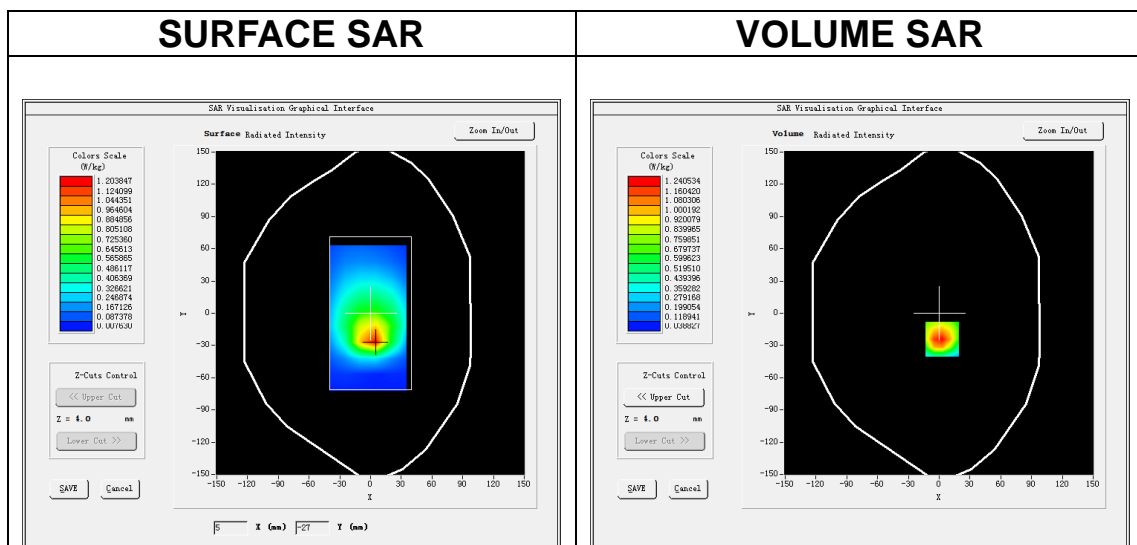 SURFACE SAR
VOLUME SAR
SAR Visualisation Graphical Interface
Surface Radiated Intensity
Zoom In/Out
Colors Scale
(W/kg)
1.203847
1.124099
1.044351
0.964604
0.884856
0.805108
0.725360
0.645613
0.565865
0.486117
0.406369
0.326621
0.246874
0.167126
0.087378
0.007630
Z-Cuts Control
<< Upper Cut
Z = 4.0 mm
Lower Cut >>
SAVE
Cancel
150
120
90
60
30
0
-30
-60
-90
-120
-150
Y
-150 -120 -90 -60 -30 0 30 60 90 120 150
X
5 X (mm) -27 Y (mm)
SAR Visualisation Graphical Interface
Volume Radiated Intensity
Zoom In/Out
Colors Scale
(W/kg)
1.240534
1.160420
1.080306
1.000192
0.920079
0.839965
0.759851
0.679737
0.599623
0.519510
0.439396
0.359282
0.279168
0.199054
0.118941
0.038827
Z-Cuts Control
<< Upper Cut
Z = 4.0 mm
Lower Cut >>
SAVE
Cancel
150
120
90
60
30
0
-30
-60
-90
-120
-150
Y
-150 -120 -90 -60 -30 0 30 60 90 120 150
X